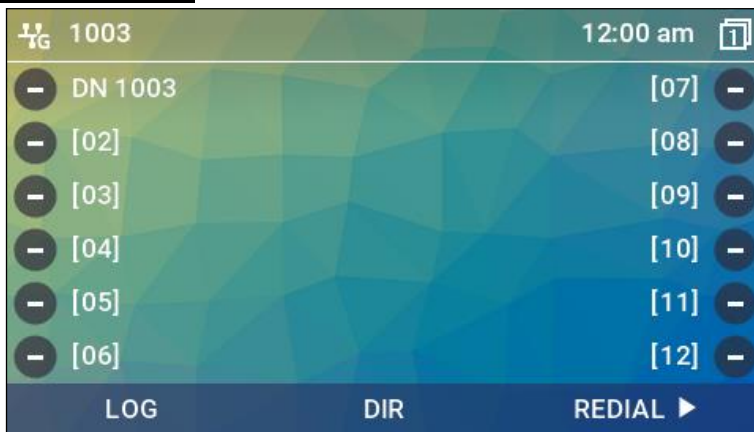 G 1003 12:00 am 1
DN 1003 [07]
[02] [08]
[03] [09]
[04] [10]
[05] [11]
[06] [12]
LOG DIR REDIAL ▶